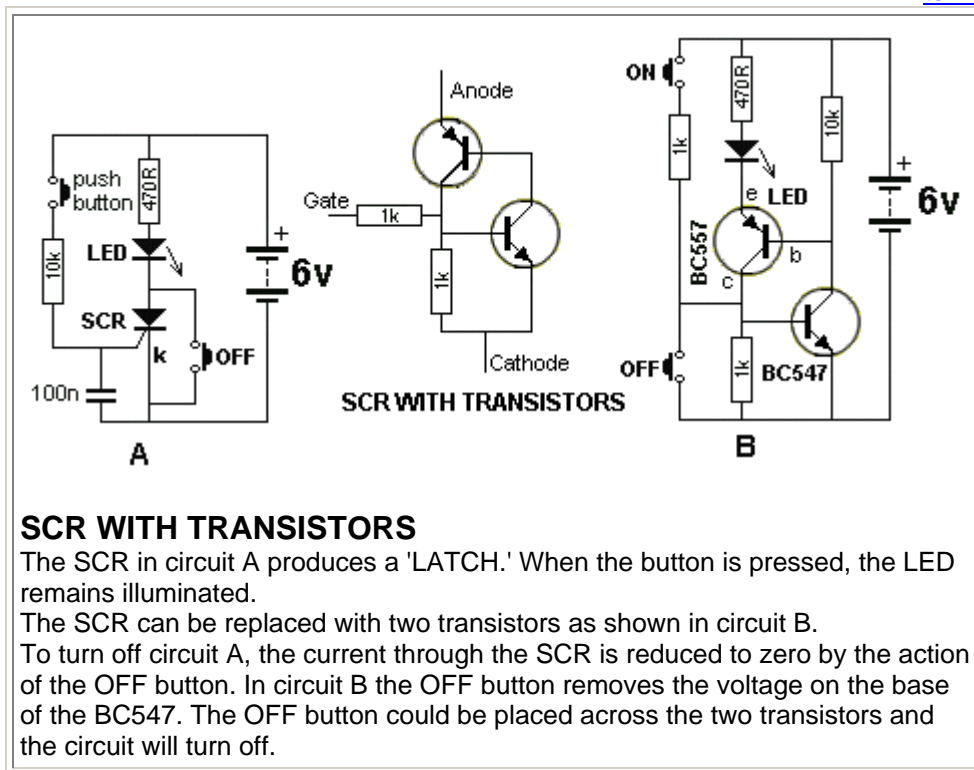 push
button
470R
LED
10k
SCR
k
OFF
100n
+
6v
A
Anode
Gate
1k
1k
Cathode
SCR WITH TRANSISTORS
ON
1k
470R
10k
LED
e
b
c
BC557
+
6v
OFF
1k
BC547
B
SCR WITH TRANSISTORS
The SCR in circuit A produces a 'LATCH.' When the button is pressed, the LED
remains illuminated.
The SCR can be replaced with two transistors as shown in circuit B.
To turn off circuit A, the current through the SCR is reduced to zero by the action
of the OFF button. In circuit B the OFF button removes the voltage on the base
of the BC547. The OFF button could be placed across the two transistors and
the circuit will turn off.